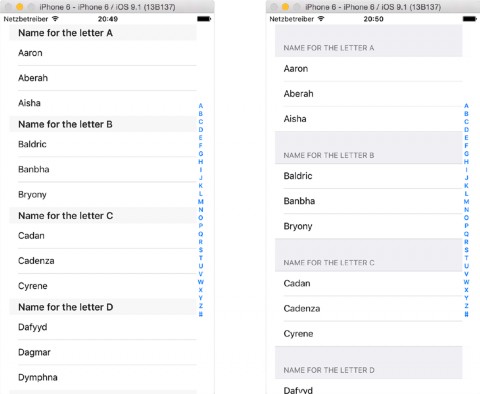 iPhone 6 - iPhone 6 / iOS 9.1 (13B137)
Netzbetreiber
20:49
Name for the letter A
Aaron
Aberah
Aisha
Name for the letter B
Baldric
Banbha
Bryony
Name for the letter C
Cadan
Cadenza
Cyrene
Name for the letter D
Dafyyd
Dagmar
Dymphna
A
B
C
D
E
F
G
H
I
J
K
L
M
N
O
P
Q
R
S
T
U
V
W
X
Y
Z
#
iPhone 6 - iPhone 6 / iOS 9.1 (13B137)
Netzbetreiber
20:50
NAME FOR THE LETTER A
Aaron
Aberah
Aisha
NAME FOR THE LETTER B
Baldric
Banbha
Bryony
NAME FOR THE LETTER C
Cadan
Cadenza
Cyrene
NAME FOR THE LETTER D
Dafyyd
A
B
C
D
E
F
G
H
I
J
K
L
M
N
O
P
Q
R
S
T
U
V
W
X
Y
Z
#